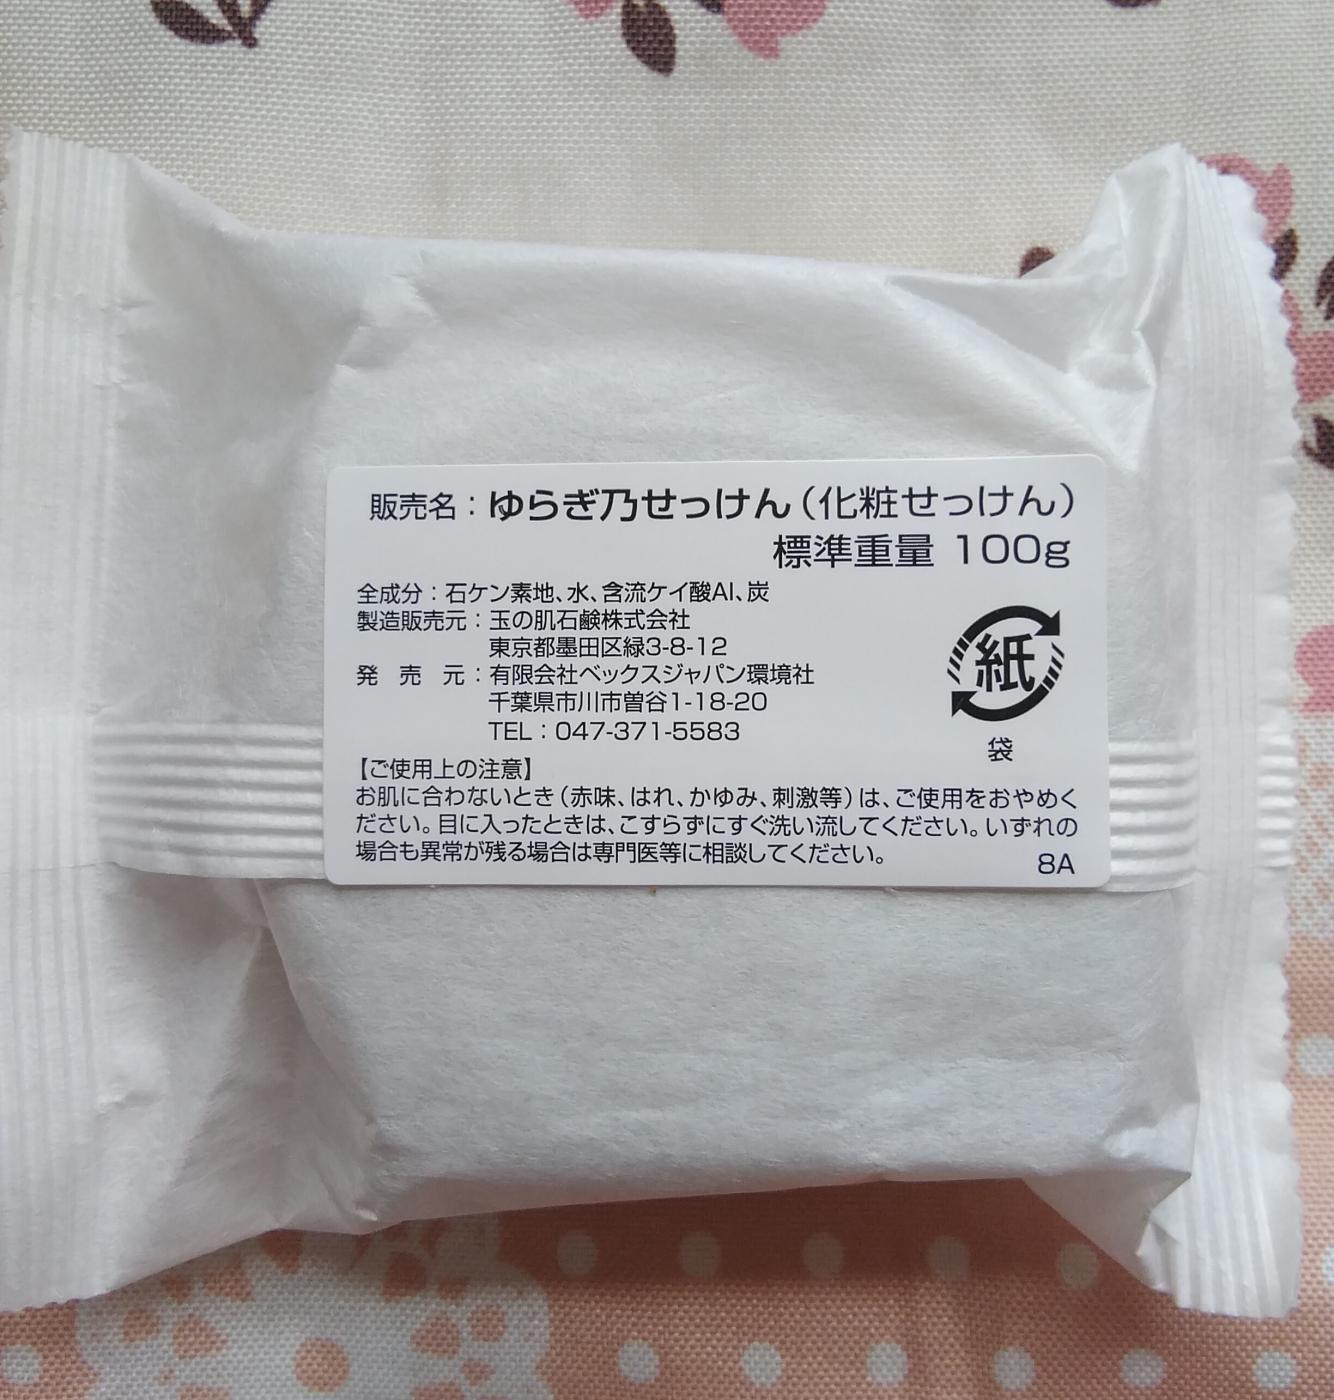 販売名：ゆらぎ乃せっけん（化粧せっけん）
標準重量 100g
全成分：石ケン素地、水、含流ケイ酸AI、炭
製造販売元：玉の肌石鹸株式会社
東京都墨田区緑3-8-12
発売元：有限会社ベックスジャパン環境社
千葉県市川市曽谷1-18-20
TEL：047-371-5583
紙
袋
【ご使用上の注意】
お肌に合わないとき（赤味、はれ、かゆみ、刺激等）は、ご使用をおやめく
ださい。目に入ったときは、こすらずにすぐ洗い流してください。いずれの
場合も異常が残る場合は専門医等に相談してください。
8A